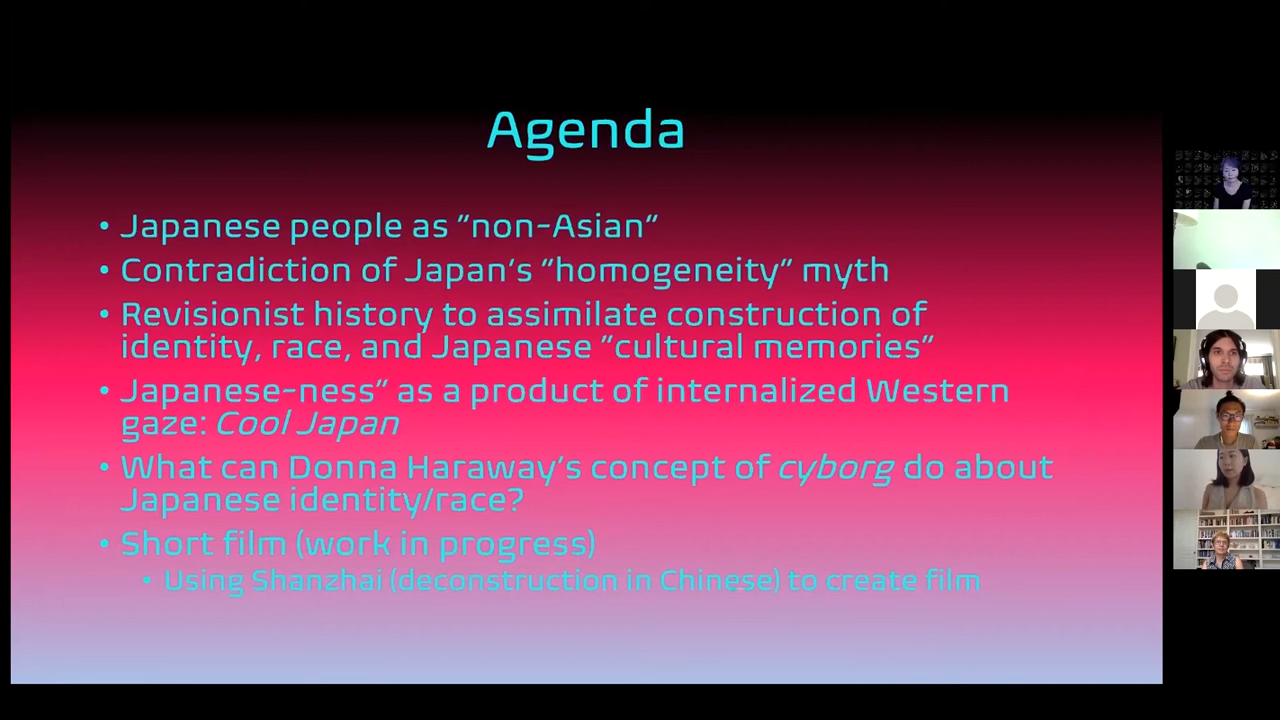 Agenda
• Japanese people as “non-Asian“
• Contradiction of Japan’s “homogeneity“ myth
• Revisionist history to assimilate construction of
identity, race, and Japanese “cultural memories”
• Japanese-ness” as a product of internalized Western
gaze: Cool Japan
• What can Donna Haraway’s concept of cyborg do about
Japanese identity/race?
• Short film (work in progress)
• Using Shanzhai (deconstruction in Chinese) to create film